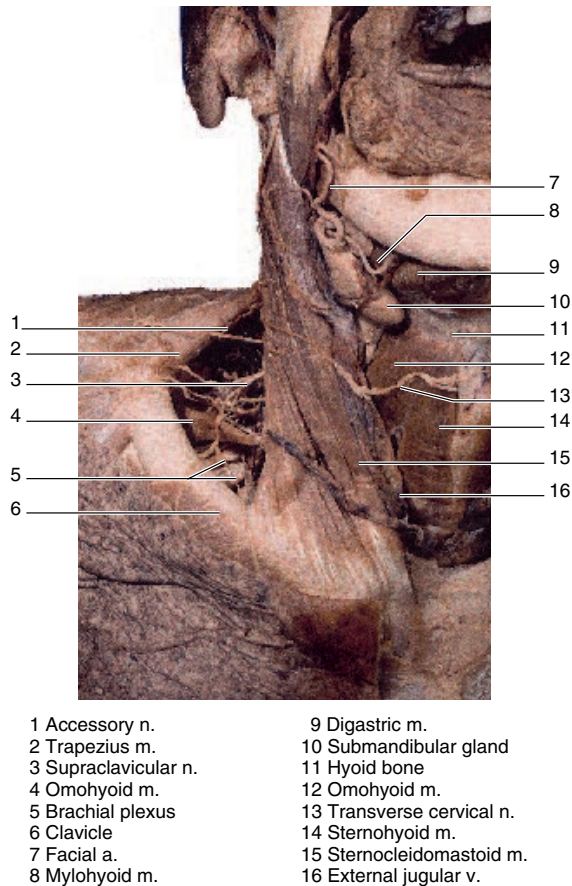 7
8
9
10
11
12
13
14
15
16
1
2
3
4
5
6
1 Accessory n.
2 Trapezius m.
3 Supraclavicular n.
4 Omohyoid m.
5 Brachial plexus
6 Clavicle
7 Facial a.
8 Mylohyoid m.
9 Digastric m.
10 Submandibular gland
11 Hyoid bone
12 Omohyoid m.
13 Transverse cervical n.
14 Sternohyoid m.
15 Sternocleidomastoid m.
16 External jugular v.